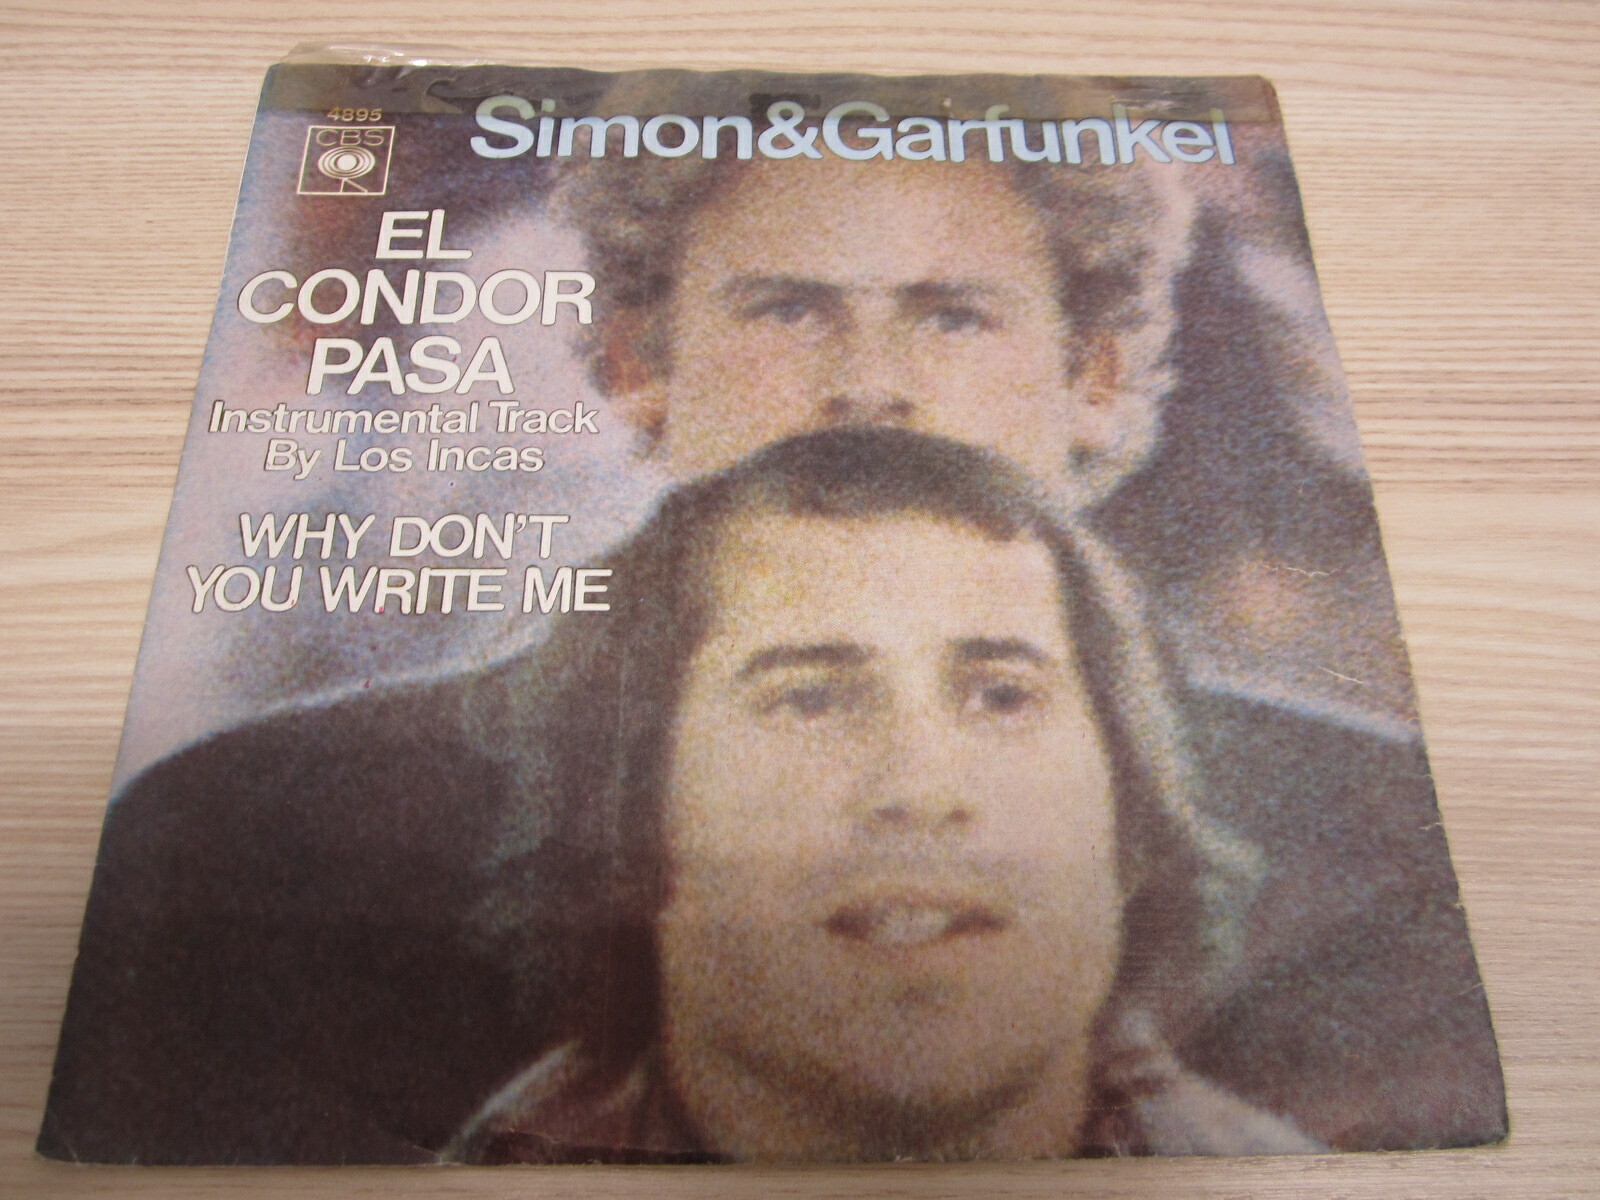 4895
CBS
Simon&Garfunkel
EL
CONDOR
PASA
Instrumental Track
By Los Incas
WHY DON'T
YOU WRITE ME